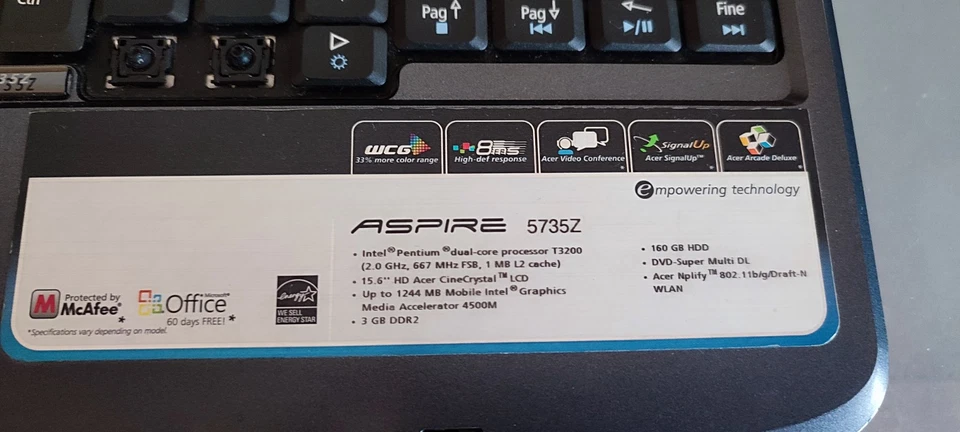 Ctrl
Pag↑
Pag↓
Fine
5735Z
WCG
33% more color range
8ms
High-def response
Acer Video Conference
SignalUp
Acer SignalUp™
Acer Arcade Deluxe
empowering technology
ASPIRE 5735Z
• Intel® Pentium® dual-core processor T3200
(2.0 GHz, 667 MHz FSB, 1 MB L2 cache)
• 15.6" HD Acer CineCrystal™ LCD
• Up to 1244 MB Mobile Intel® Graphics
Media Accelerator 4500M
• 3 GB DDR2
• 160 GB HDD
• DVD-Super Multi DL
• Acer Nplify™ 802.11b/g/Draft-N
WLAN
M Protected by
McAfee®*
Microsoft®
Office
60 days FREE!*
*Specifications vary depending on model.
energy
WE SELL
ENERGY STAR